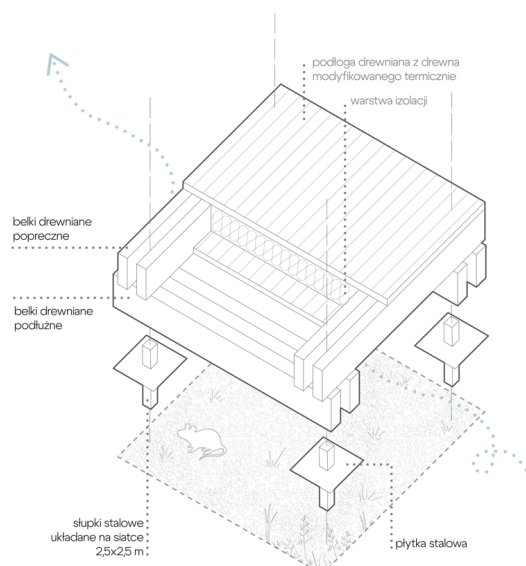 podłoga drewniana z drewna
modyfikowanego termicznie
warstwa izolacji
belki drewniane
popreczne
belki drewniane
podłużne
słupki stalowe
układane na siatce
2,5x2,5 m
płytka stalowa